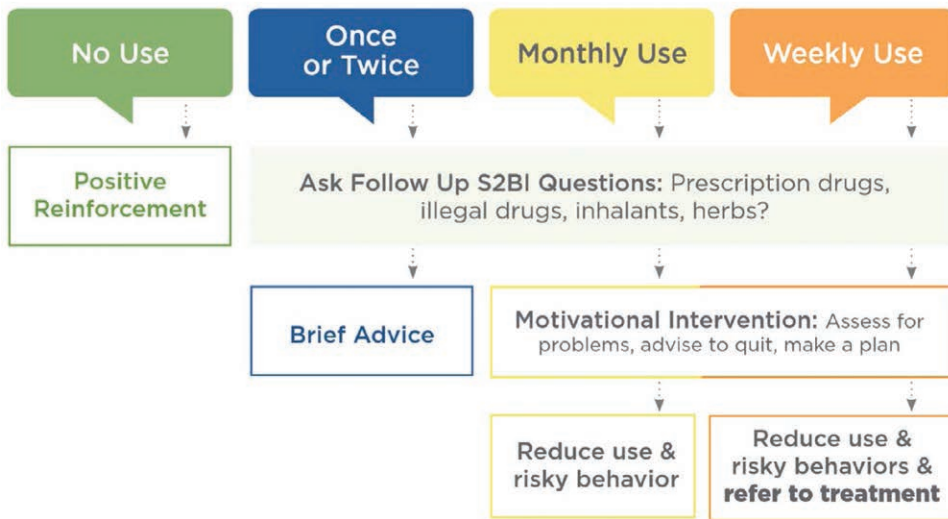 No Use
Once
or Twice
Monthly Use
Weekly Use
Positive
Reinforcement
Ask Follow Up S2BI Questions: Prescription drugs,
illegal drugs, inhalants, herbs?
Brief Advice
Motivational Intervention: Assess for
problems, advise to quit, make a plan
Reduce use &
risky behavior
Reduce use &
risky behaviors &
refer to treatment